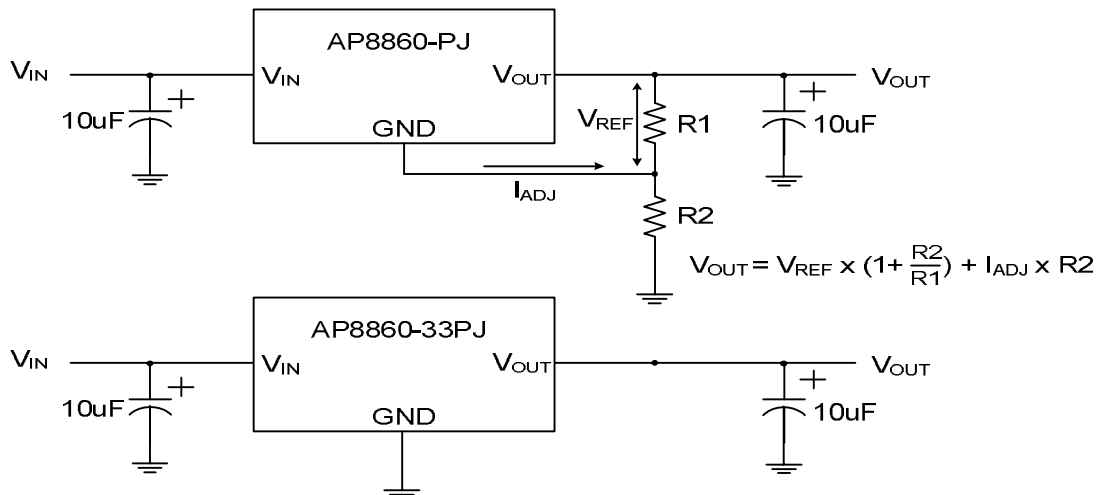 AP8860-PJ
VIN
VIN
VOUT
VOUT
10uF
+
GND
VREF
R1
+
10uF
IADJ
R2
VOUT = VREF x (1+ R2/R1) + IADJ x R2
AP8860-33PJ
VIN
VIN
VOUT
VOUT
10uF
+
GND
+
10uF